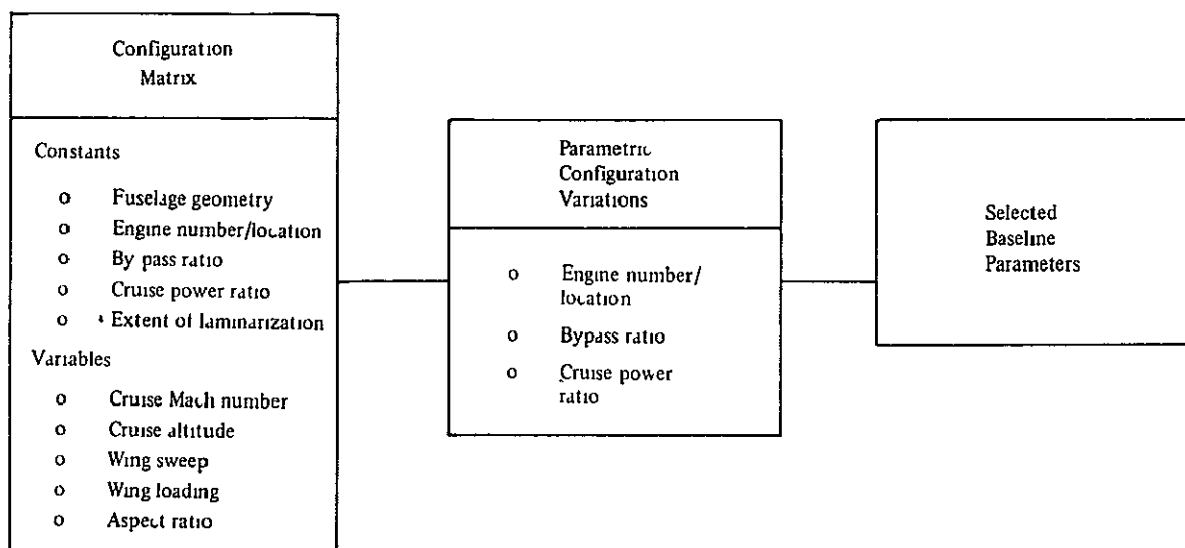 Configuration
Matrix
Constants
o Fuselage geometry
o Engine number/location
o By pass ratio
o Cruise power ratio
o Extent of laminarization
Variables
o Cruise Mach number
o Cruise altitude
o Wing sweep
o Wing loading
o Aspect ratio
Parametric
Configuration
Variations
o Engine number/
location
o Bypass ratio
o Cruise power
ratio
Selected
Baseline
Parameters